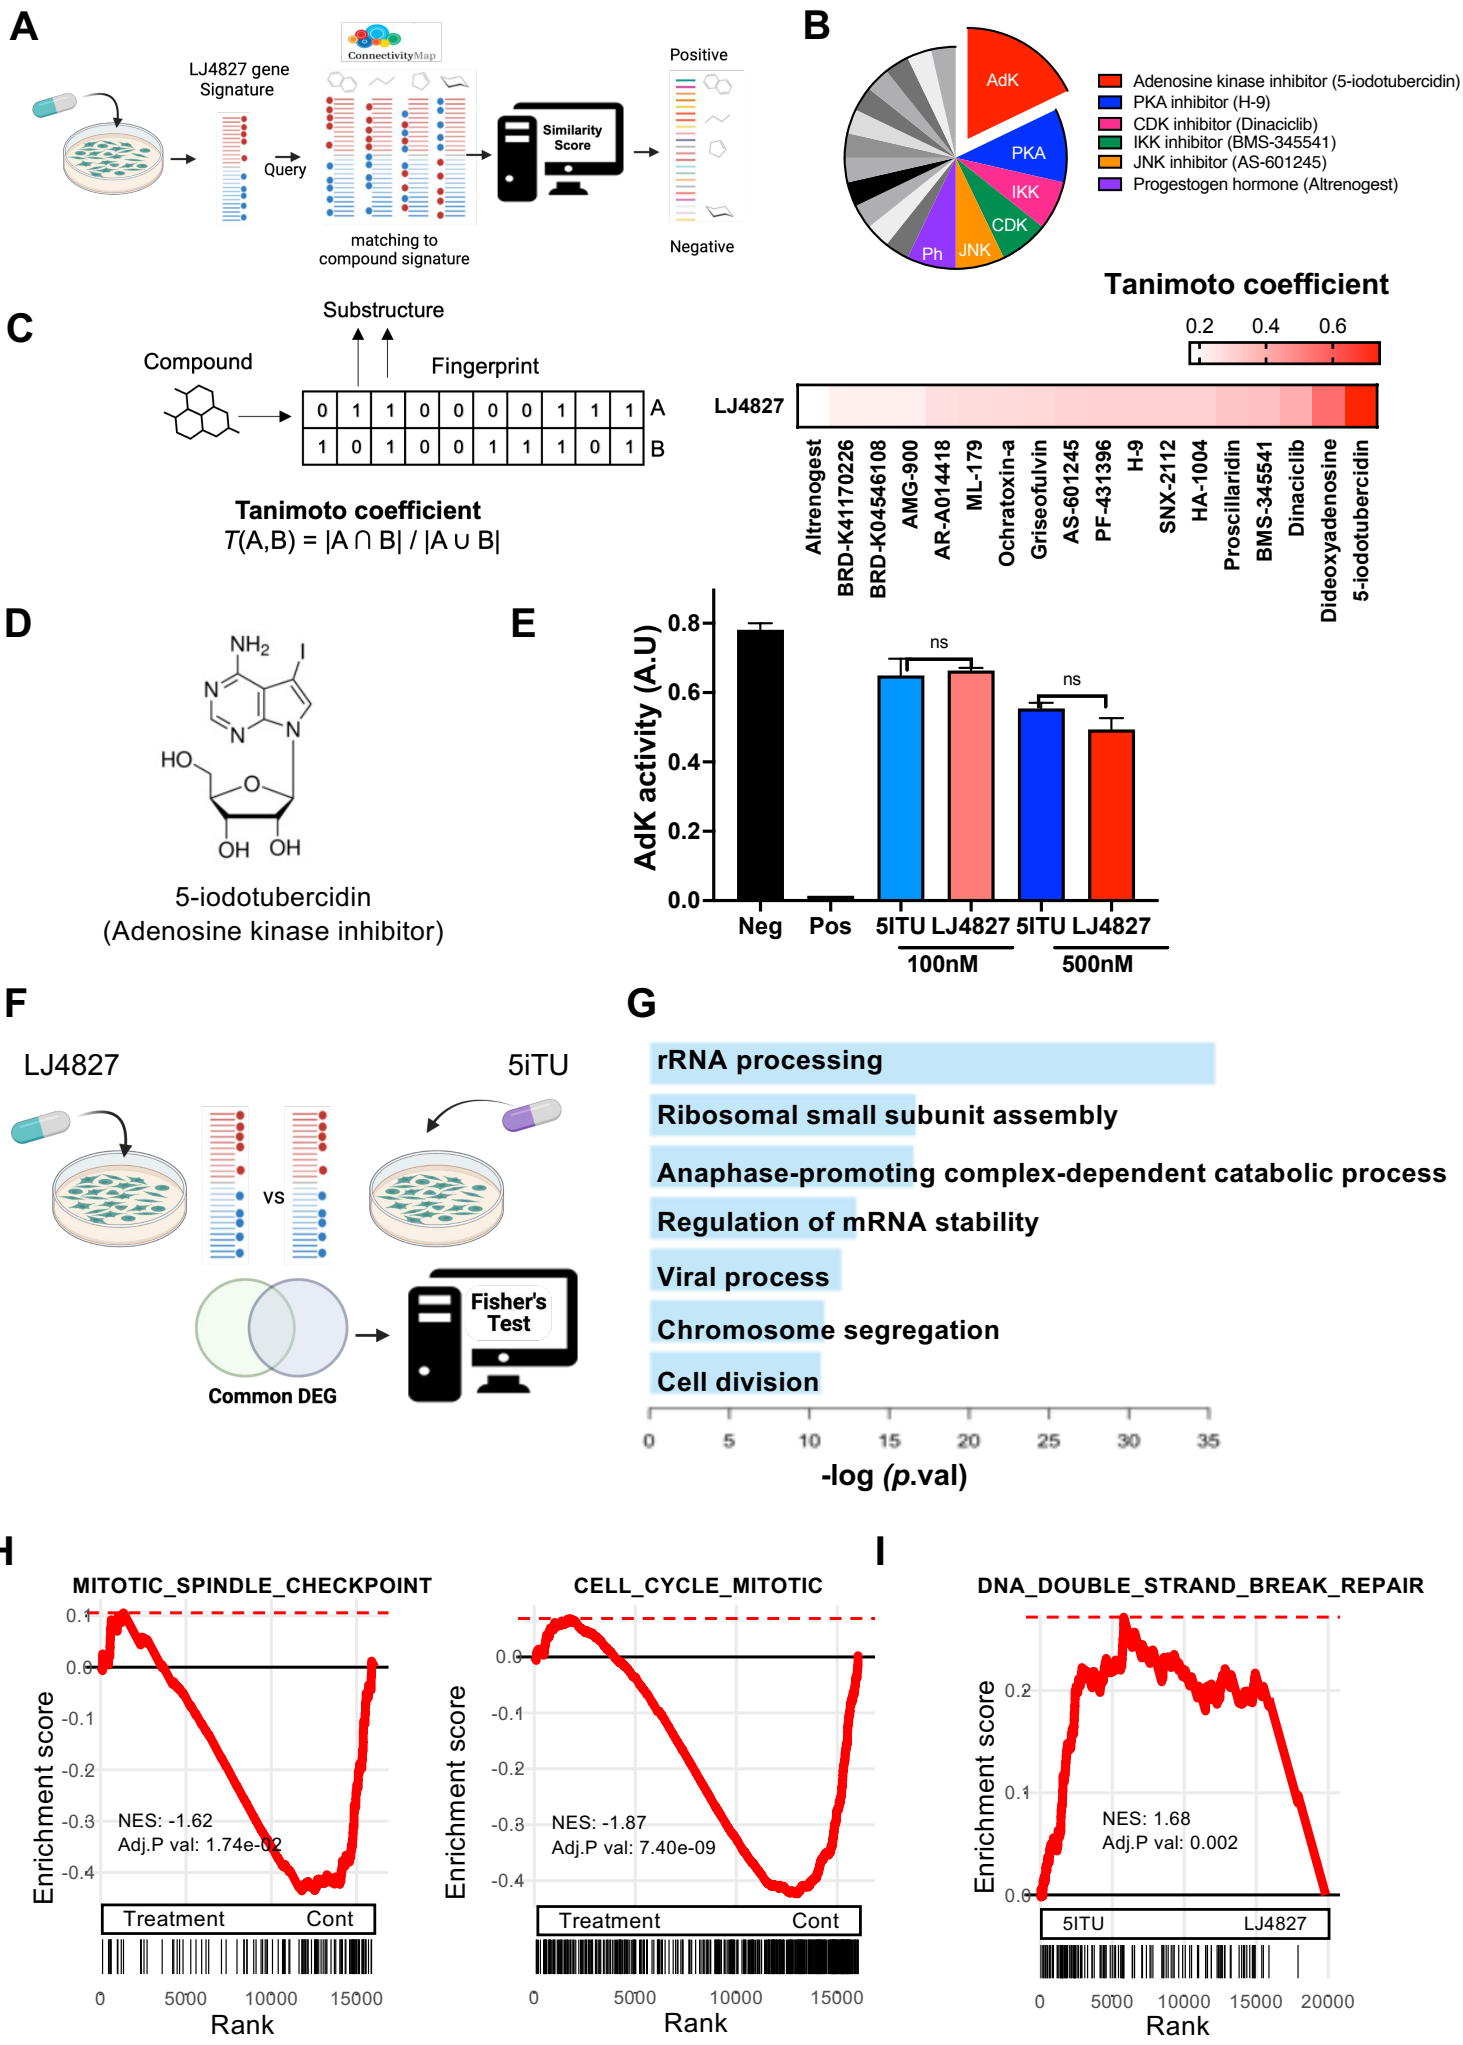 A
LJ4827 gene
Signature
ConnectivityMap
Query
matching to
compound signature
Similarity
Score
Positive
Negative
B
AdK
PKA
IKK
CDK
JNK
Ph
Adenosine kinase inhibitor (5-iodotubercidin)
PKA inhibitor (H-9)
CDK inhibitor (Dinaciclib)
IKK inhibitor (BMS-345541)
JNK inhibitor (AS-601245)
Progestogen hormone (Altrenogest)
C
Substructure
Compound
Fingerprint
0 1 1 0 0 0 0 1 1 1 A
1 0 1 0 0 1 1 1 0 1 B
Tanimoto coefficient
T(A,B) = |A ∩ B| / |A ∪ B|
Tanimoto coefficient
0.2 0.4 0.6
LJ4827
Altrenogest
BRD-K41170226
BRD-K04546108
AMG-900
AR-A014418
ML-179
Ochratoxin-a
Griseofulvin
AS-601245
PF-431396
H-9
SNX-2112
HA-1004
Proscillaridin
BMS-345541
Dinaciclib
Dideoxyadenosine
5-iodotubercidin
D
NH2
I
N
N
N
HO
O
OH OH
5-iodotubercidin
(Adenosine kinase inhibitor)
E
AdK activity (A.U)
0.8
0.6
0.4
0.2
0.0
ns
ns
Neg Pos 5ITU LJ4827 5ITU LJ4827
100nM 500nM
F
LJ4827
5iTU
vs
Common DEG
Fisher's
Test
G
rRNA processing
Ribosomal small subunit assembly
Anaphase-promoting complex-dependent catabolic process
Regulation of mRNA stability
Viral process
Chromosome segregation
Cell division
0 5 10 15 20 25 30 35
-log (p.val)
H
MITOTIC_SPINDLE_CHECKPOINT
Enrichment score
0.1
0.0
-0.1
-0.2
-0.3
-0.4
NES: -1.62
Adj.P val: 1.74e-02
Treatment Cont
0 5000 10000 15000
Rank
CELL_CYCLE_MITOTIC
Enrichment score
0.0
-0.1
-0.2
-0.3
-0.4
NES: -1.87
Adj.P val: 7.40e-09
Treatment Cont
0 5000 10000 15000
Rank
I
DNA_DOUBLE_STRAND_BREAK_REPAIR
Enrichment score
0.2
0.1
0.0
NES: 1.68
Adj.P val: 0.002
5ITU LJ4827
0 5000 10000 15000 20000
Rank